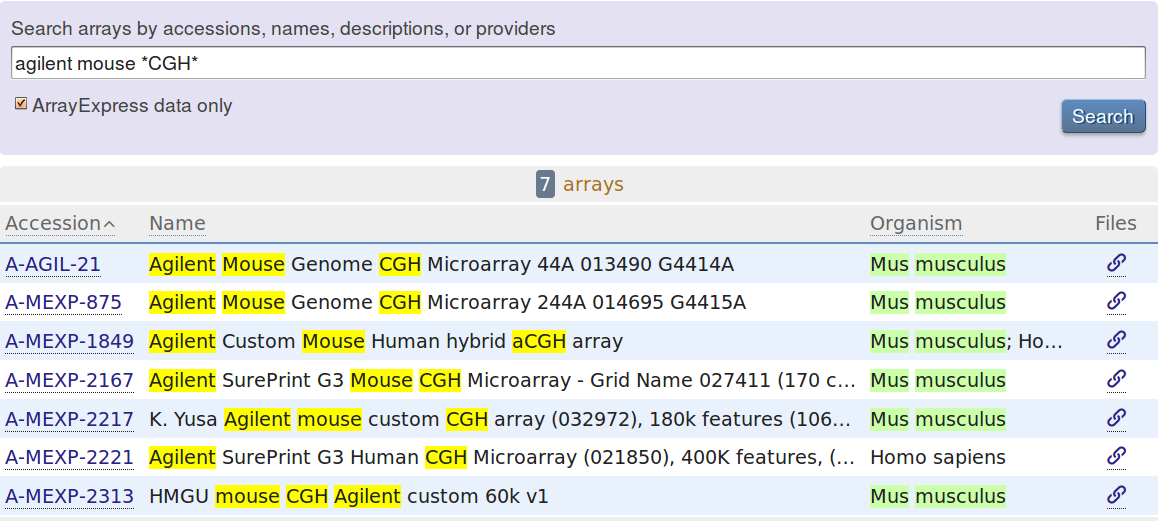 Search arrays by accessions, names, descriptions, or providers
agilent mouse *CGH*
ArrayExpress data only
Search
7 arrays
Accession Name Organism Files
A-AGIL-21 Agilent Mouse Genome CGH Microarray 44A 013490 G4414A Mus musculus
A-MEXP-875 Agilent Mouse Genome CGH Microarray 244A 014695 G4415A Mus musculus
A-MEXP-1849 Agilent Custom Mouse Human hybrid aCGH array Mus musculus; Ho...
A-MEXP-2167 Agilent SurePrint G3 Mouse CGH Microarray - Grid Name 027411 (170 c... Mus musculus
A-MEXP-2217 K. Yusa Agilent mouse custom CGH array (032972), 180k features (106... Mus musculus
A-MEXP-2221 Agilent SurePrint G3 Human CGH Microarray (021850), 400K features, (... Homo sapiens
A-MEXP-2313 HMGU mouse CGH Agilent custom 60k v1 Mus musculus